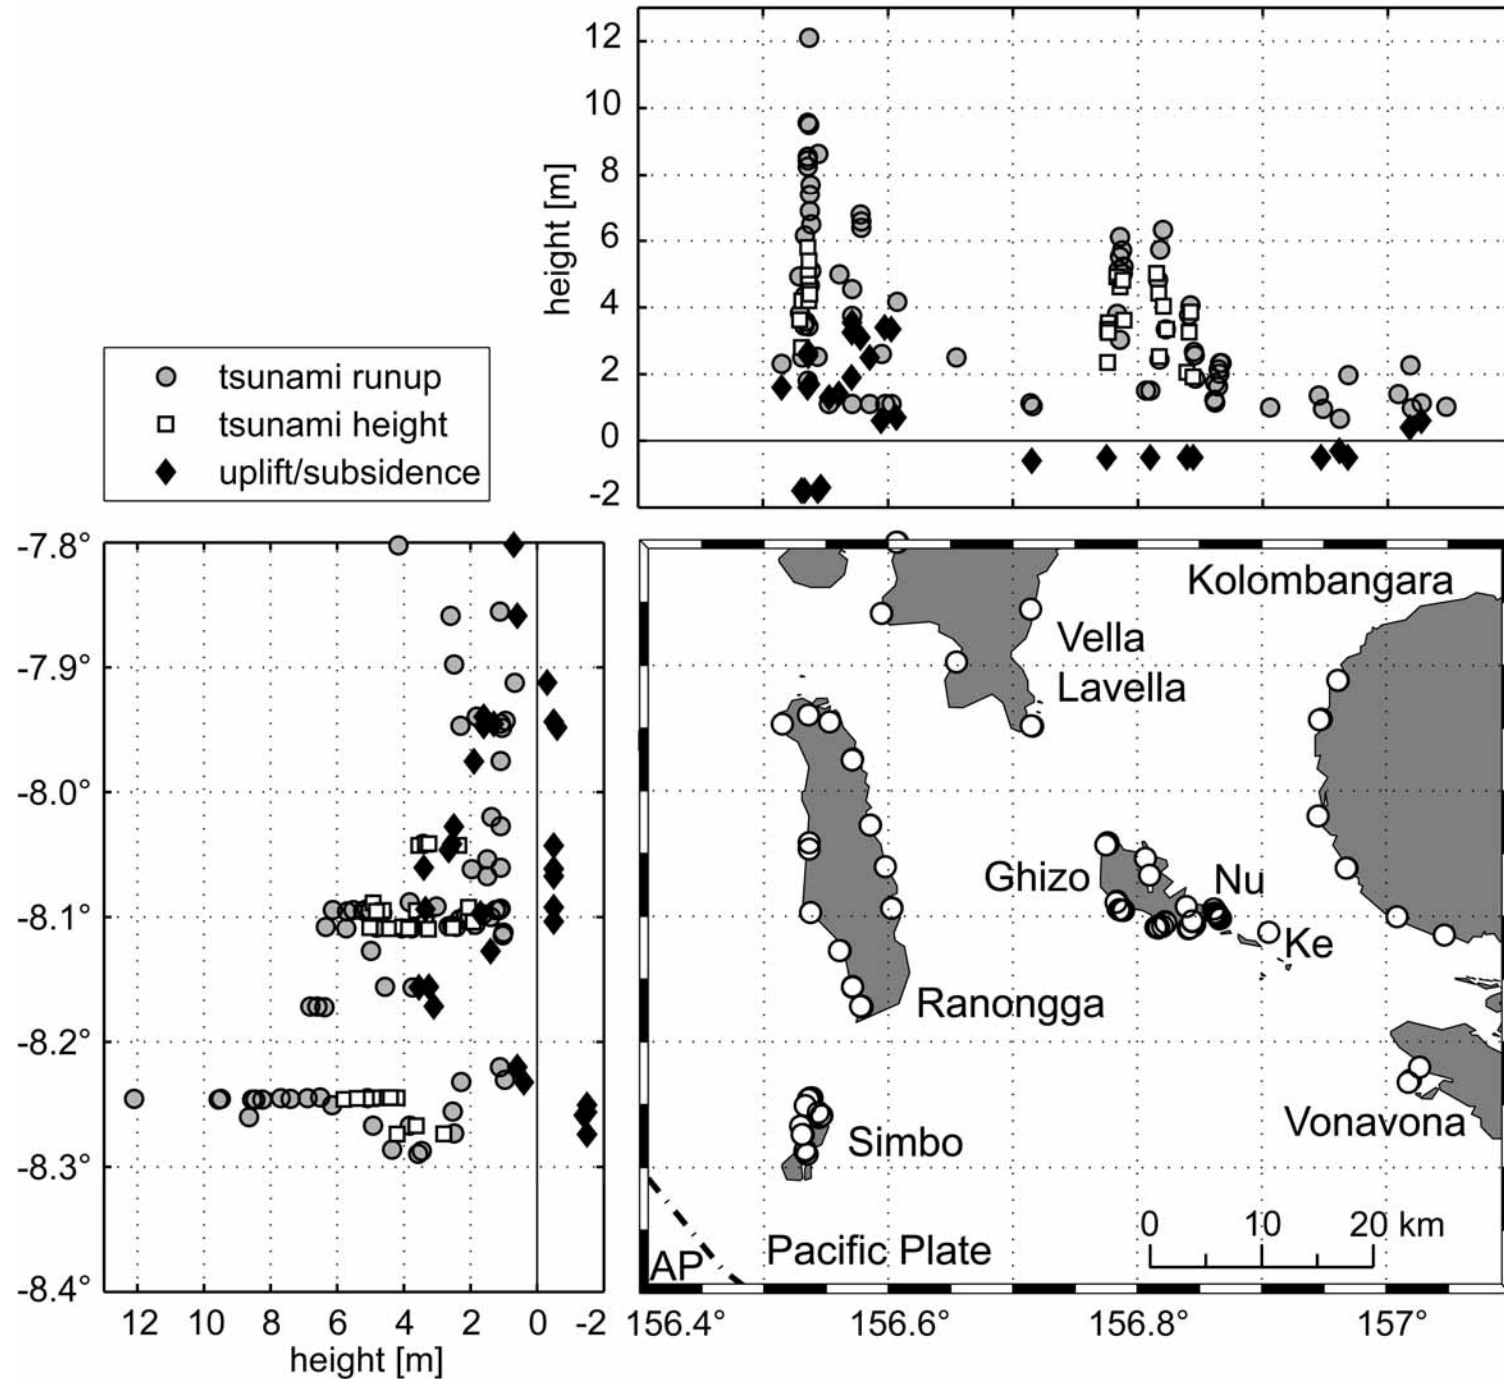 12
10
8
6
4
2
0
-2
height [m]
tsunami runup
tsunami height
uplift/subsidence
-7.8°
-7.9°
-8.0°
-8.1°
-8.2°
-8.3°
-8.4°
12 10 8 6 4 2 0 -2
height [m]
Kolombangara
Vella
Lavella
Ghizo
Nu
Ke
Ranongga
Vonavona
Simbo
0 10 20 km
Pacific Plate
AP
156.4° 156.6° 156.8° 157°